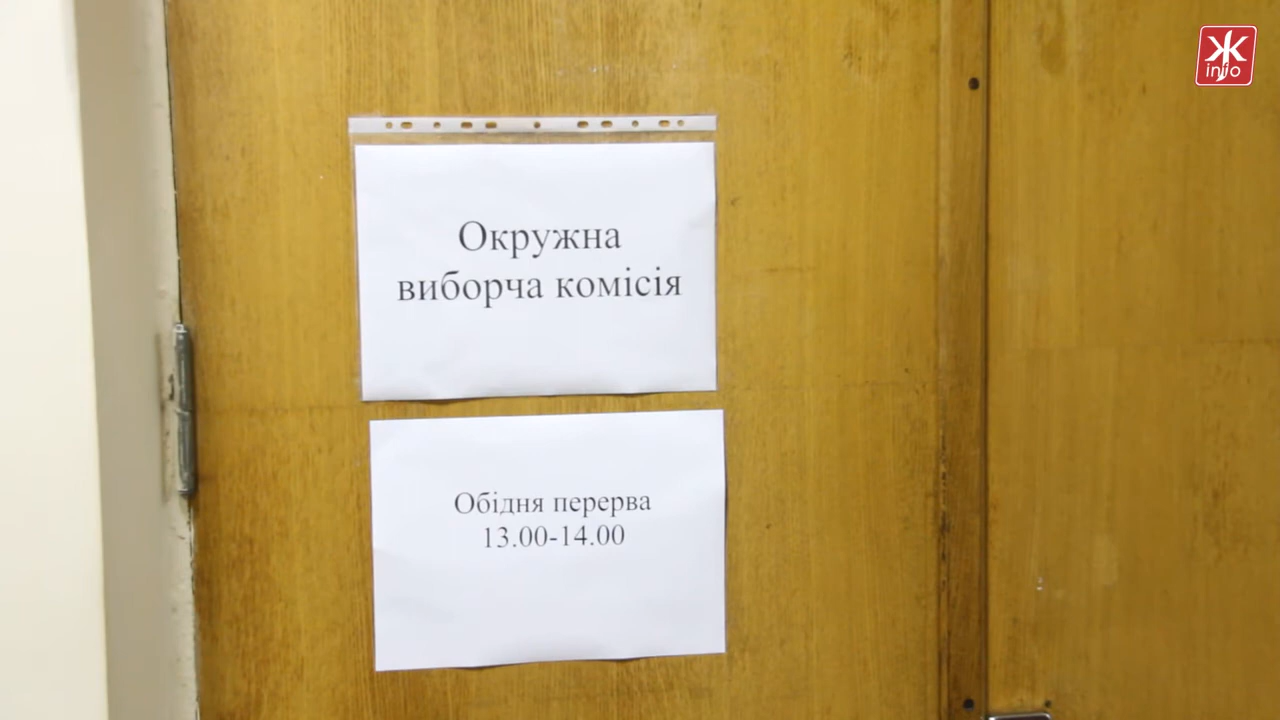 Окружна
виборча комісія
Обідня перерва
13.00-14.00
Ж
info